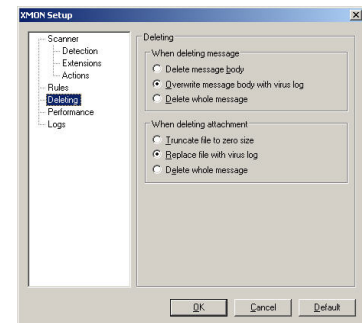 XMON Setup
Scanner
Detection
Extensions
Actions
Rules
Deleting
Performance
Logs
Deleting
When deleting message
Delete message body
Overwrite message body with virus log
Delete whole message
When deleting attachment
Truncate file to zero size
Replace file with virus log
Delete whole message
OK
Cancel
Default